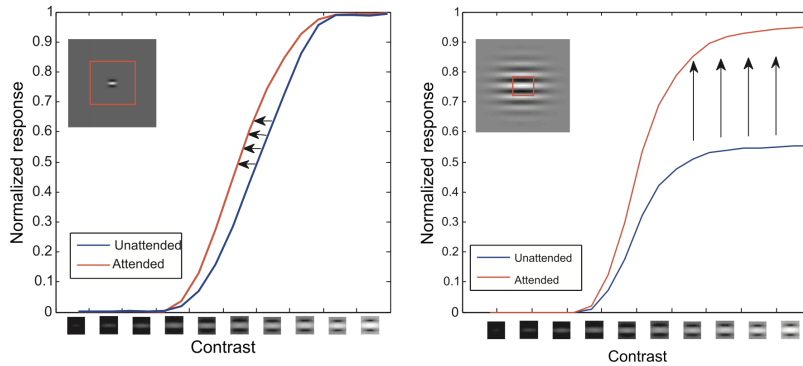 1
0.9
0.8
0.7
0.6
0.5
0.4
0.3
0.2
0.1
0
Normalized response
Unattended
Attended
Contrast
1
0.9
0.8
0.7
0.6
0.5
0.4
0.3
0.2
0.1
0
Normalized response
Unattended
Attended
Contrast